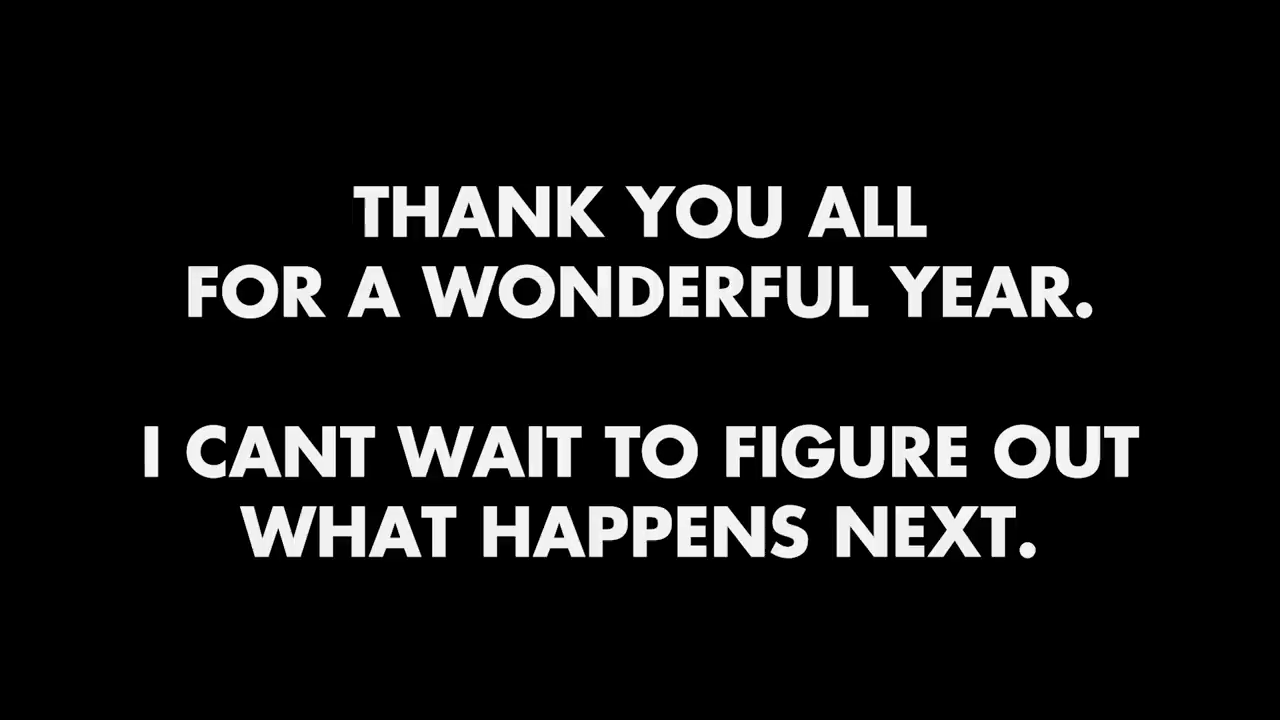 THANK YOU ALL
FOR A WONDERFUL YEAR.
I CANT WAIT TO FIGURE OUT
WHAT HAPPENS NEXT.